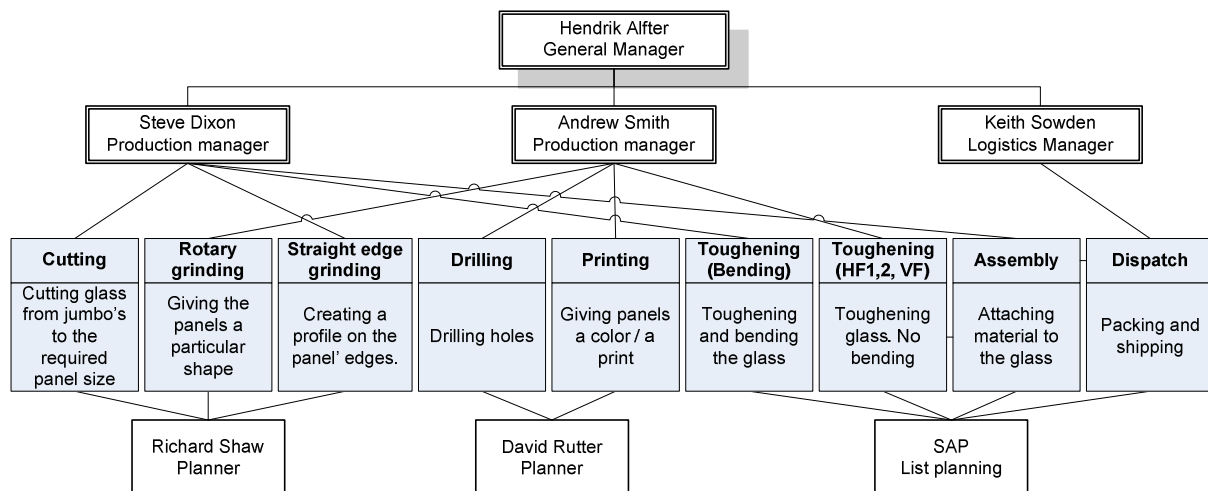 Hendrik Alfter
General Manager
Steve Dixon
Production manager
Andrew Smith
Production manager
Keith Sowden
Logistics Manager
Cutting
Cutting glass
from jumbo's
to the
required
panel size
Rotary
grinding
Giving the
panels a
particular
shape
Straight edge
grinding
Creating a
profile on the
panel' edges.
Drilling
Drilling holes
Printing
Giving panels
a color / a
print
Toughening
(Bending)
Toughening
and bending
the glass
Toughening
(HF1,2, VF)
Toughening
glass. No
bending
Assembly
Attaching
material to
the glass
Dispatch
Packing and
shipping
Richard Shaw
Planner
David Rutter
Planner
SAP
List planning